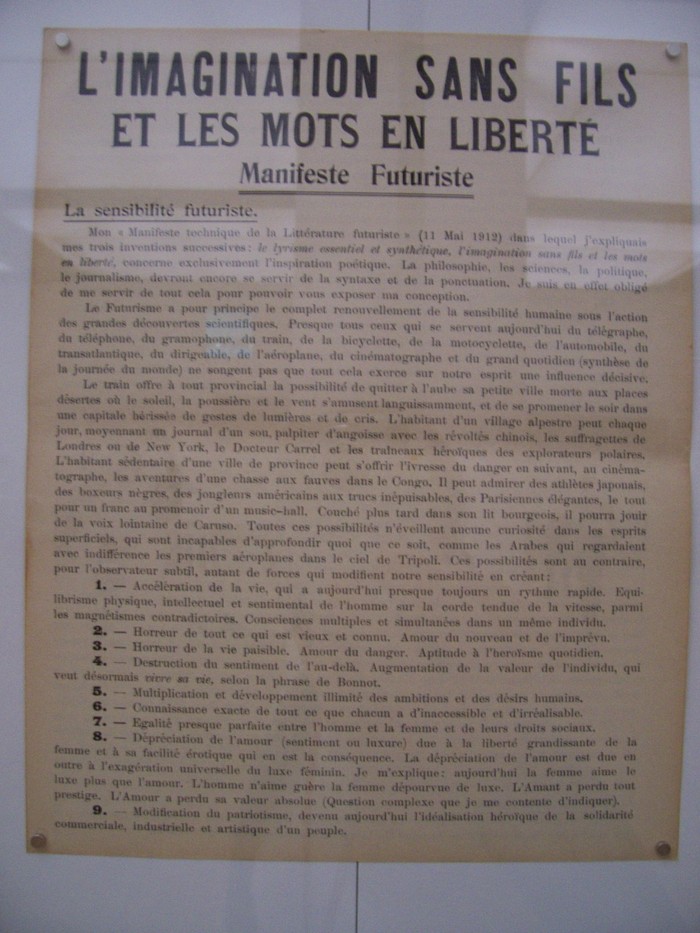 L'IMAGINATION SANS FILS
ET LES MOTS EN LIBERTÉ
Manifeste Futuriste
La sensibilité futuriste.
Mon « Manifeste technique de la Littérature futuriste » (11 Mai 1912) dans lequel j'expliquais
mes trois inventions successives: le lyrisme essentiel et synthétique, l'imagination sans fils et les mots
en liberté, concerne exclusivement l'inspiration poétique. La philosophie, les sciences, la politique,
le journalisme, devront encore se servir de la syntaxe et de la ponctuation. Je suis en effet obligé
de me servir de tout cela pour pouvoir vous exposer ma conception.
Le Futurisme a pour principe le complet renouvellement de la sensibilité humaine sous l'action
des grandes découvertes scientifiques. Presque tous ceux qui se servent aujourd'hui du télégraphe,
du téléphone, du gramophone, du train, de la bicyclette, de la motocyclette, de l'automobile, du
transatlantique, du dirigeable, de l'aéroplane, du cinématographe et du grand quotidien (synthèse de
la journée du monde) ne songent pas que tout cela exerce sur notre esprit une influence décisive.
Le train offre à tout provincial la possibilité de quitter à l'aube sa petite ville morte aux places
désertes où le soleil, la poussière et le vent s'amusent languissamment, et de se promener le soir dans
une capitale hérissée de gestes de lumières et de cris. L'habitant d'un village alpestre peut chaque
jour, moyennant un journal d'un sou, palpiter d'angoisse avec les révoltés chinois, les suffragettes de
Londres ou de New York, le Docteur Carrel et les traîneaux héroïques des explorateurs polaires.
L'habitant sédentaire d'une ville de province peut s'offrir l'ivresse du danger en suivant, au cinéma-
tographe, les aventures d'une chasse aux fauves dans le Congo. Il peut admirer des athlètes japonais,
des boxeurs nègres, des jongleurs américains aux trucs inépuisables, des Parisiennes élégantes, le tout
pour un franc au promenoir d'un music-hall. Couché plus tard dans son lit bourgeois, il pourra jouir
de la voix lointaine de Caruso. Toutes ces possibilités n'éveillent aucune curiosité dans les esprits
superficiels, qui sont incapables d'approfondir quoi que ce soit, comme les Arabes qui regardaient
avec indifférence les premiers aéroplanes dans le ciel de Tripoli. Ces possibilités sont au contraire,
pour l'observateur subtil, autant de forces qui modifient notre sensibilité en créant:
1. — Accélération de la vie, qui a aujourd'hui presque toujours un rythme rapide. Equi-
librisme physique, intellectuel et sentimental de l'homme sur la corde tendue de la vitesse, parmi
les magnétismes contradictoires. Consciences multiples et simultanées dans un même individu.
2. — Horreur de tout ce qui est vieux et connu. Amour du nouveau et de l'imprévu.
3. — Horreur de la vie paisible. Amour du danger. Aptitude à l'heroïsme quotidien.
4. — Destruction du sentiment de l'au-delà. Augmentation de la valeur de l'individu, qui
veut désormais vivre sa vie, selon la phrase de Bonnot.
5. — Multiplication et développement illimité des ambitions et des désirs humains.
6. — Connaissance exacte de tout ce que chacun a d'inaccessible et d'irréalisable.
7. — Egalité presque parfaite entre l'homme et la femme et de leurs droits sociaux.
8. — Dépréciation de l'amour (sentiment ou luxure) due à la liberté grandissante de la
femme et à sa facilité érotique qui en est la conséquence. La dépréciation de l'amour est due en
outre à l'exagération universelle du luxe féminin. Je m'explique: aujourd'hui la femme aime le
luxe plus que l'amour. L'homme n'aime guère la femme dépourvue de luxe. L'Amant a perdu tout
prestige. L'Amour a perdu sa valeur absolue (Question complexe que je me contente d'indiquer).
9. — Modification du patriotisme, devenu aujourd'hui l'idéalisation héroïque de la solidarité
commerciale, industrielle et artistique d'un peuple.